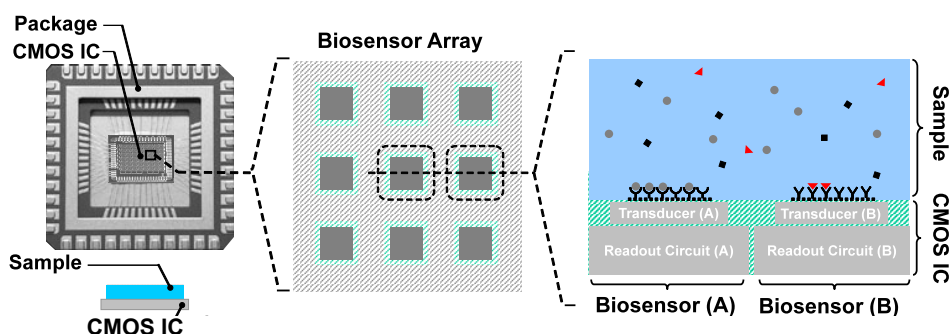 Package
CMOS IC
Sample
CMOS IC
Biosensor Array
Sample
CMOS IC
Transducer (A)
Transducer (B)
Readout Circuit (A)
Readout Circuit (B)
Biosensor (A)
Biosensor (B)